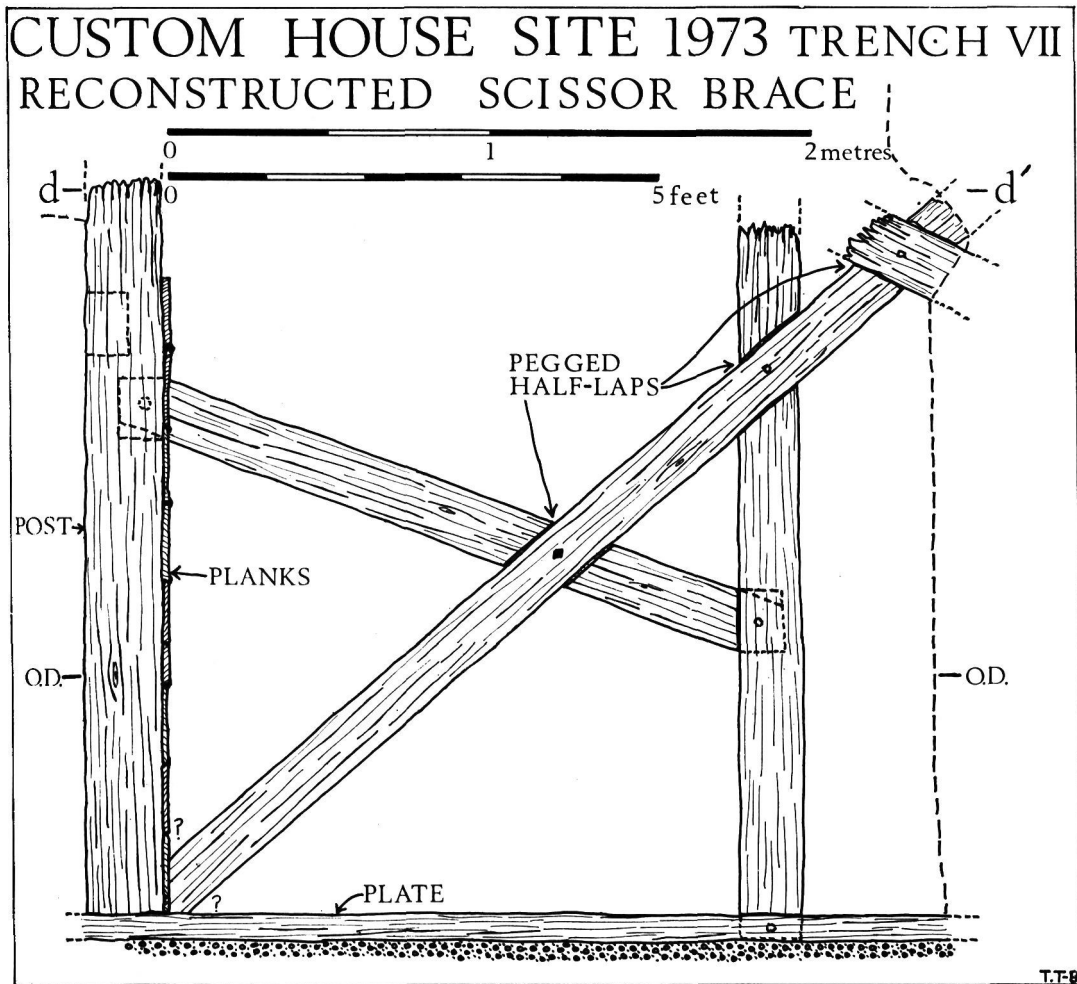 CUSTOM HOUSE SITE 1973 TRENCH VII
RECONSTRUCTED SCISSOR BRACE
0 1 2 metres
0 5 feet
d d'
PEGGED
HALF-LAPS
POST
PLANKS
O.D. O.D.
? 
?
PLATE